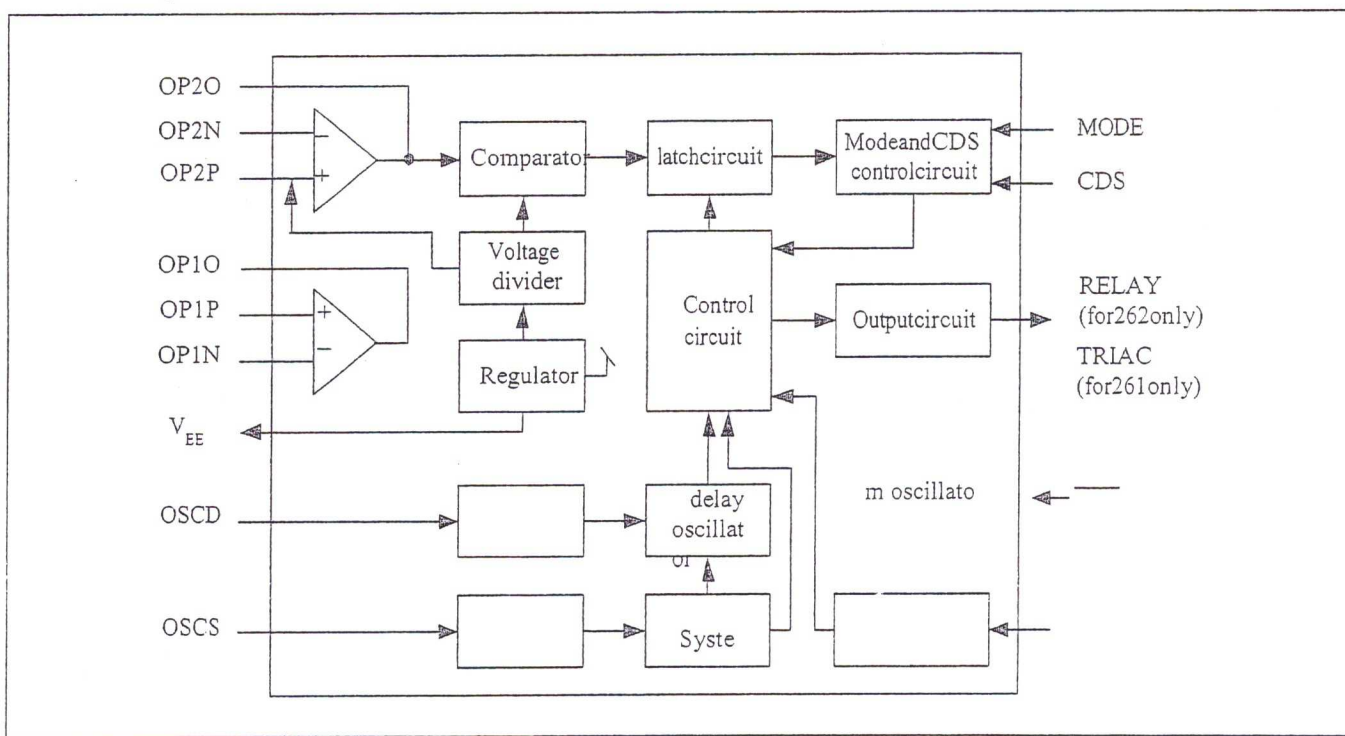 OP2O
OP2N
OP2P
OP1O
OP1P
OP1N
VEE
OSCD
OSCS
−
+
+
−
Comparator
latchcircuit
ModeandCDS
controlcircuit
MODE
CDS
Voltage
divider
Regulator
Control
circuit
Outputcircuit
RELAY
(for262only)
TRIAC
(for261only)
delay
oscillat
or
Syste
m oscillato